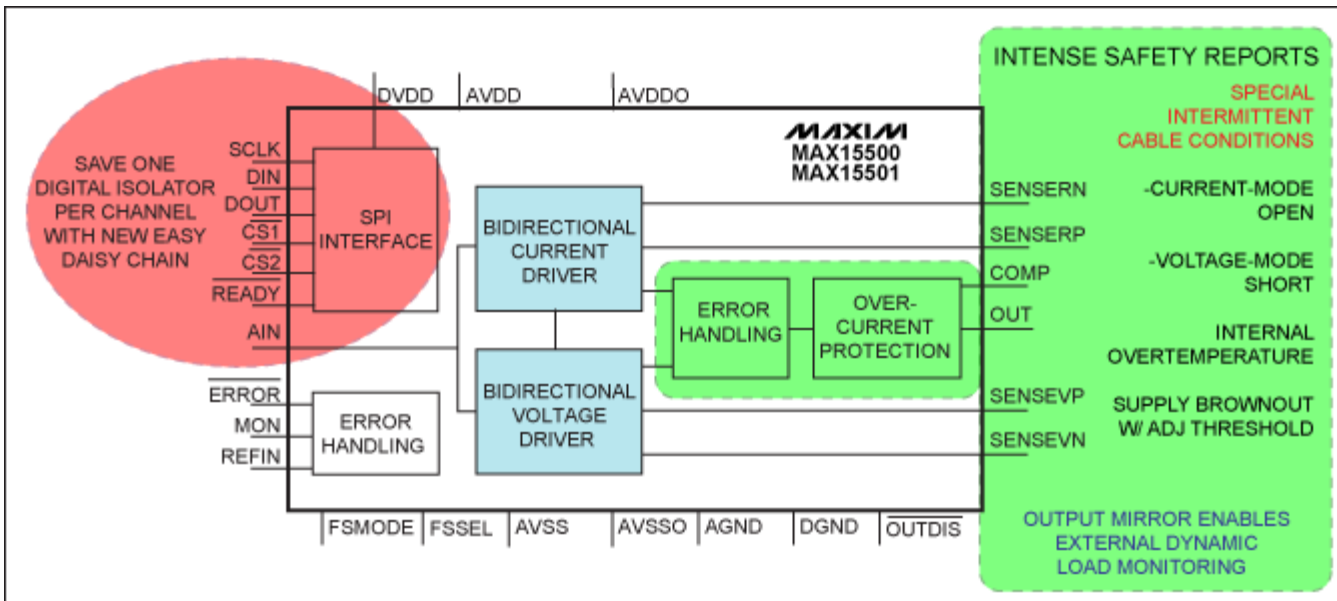 DVDD
AVDD
AVDDO
SAVE ONE
DIGITAL ISOLATOR
PER CHANNEL
WITH NEW EASY
DAISY CHAIN
SCLK
DIN
DOUT
CS1
CS2
READY
AIN
SPI
INTERFACE
ERROR
MON
REFIN
ERROR
HANDLING
MAXIM
MAX15500
MAX15501
BIDIRECTIONAL
CURRENT
DRIVER
BIDIRECTIONAL
VOLTAGE
DRIVER
ERROR
HANDLING
OVER-
CURRENT
PROTECTION
SENSERN
SENSERP
COMP
OUT
SENSEVP
SENSEVN
FSMODE
FSSEL
AVSS
AVSSO
AGND
DGND
OUTDIS
INTENSE SAFETY REPORTS
SPECIAL
INTERMITTENT
CABLE CONDITIONS
-CURRENT-MODE
OPEN
-VOLTAGE-MODE
SHORT
INTERNAL
OVERTEMPERATURE
SUPPLY BROWNOUT
W/ ADJ THRESHOLD
OUTPUT MIRROR ENABLES
EXTERNAL DYNAMIC
LOAD MONITORING